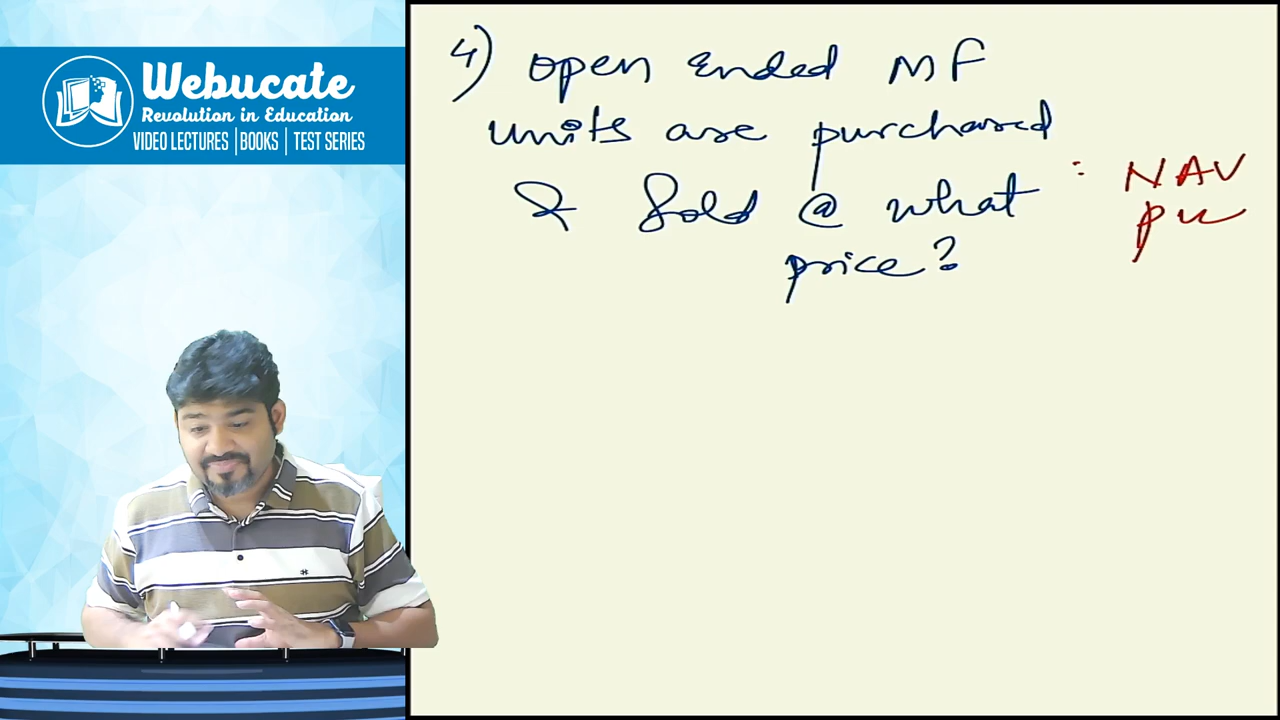 Webucate
Revolution in Education
VIDEO LECTURES | BOOKS | TEST SERIES
4) open ended MF
units are purchased
& sold @ what : NAV
price? pu